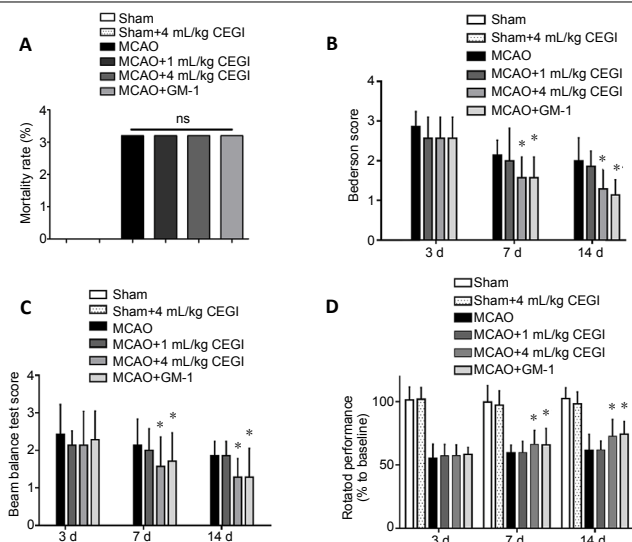 A
Sham
Sham+4 mL/kg CEGI
MCAO
MCAO+1 mL/kg CEGI
MCAO+4 mL/kg CEGI
MCAO+GM-1
ns
Mortality rate (%)
4
3
2
1
0
B
Sham
Sham+4 mL/kg CEGI
MCAO
MCAO+1 mL/kg CEGI
MCAO+4 mL/kg CEGI
MCAO+GM-1
Bederson score
4
3
2
1
0
* *
* *
3 d 7 d 14 d
C
Sham
Sham+4 mL/kg CEGI
MCAO
MCAO+1 mL/kg CEGI
MCAO+4 mL/kg CEGI
MCAO+GM-1
Beam balance test score
4
3
2
1
0
* *
* *
3 d 7 d 14 d
D
Sham
Sham+4 mL/kg CEGI
MCAO
MCAO+1 mL/kg CEGI
MCAO+4 mL/kg CEGI
MCAO+GM-1
Rotatod performance
(% to baseline)
100
50
0
* *
* *
3 d 7 d 14 d